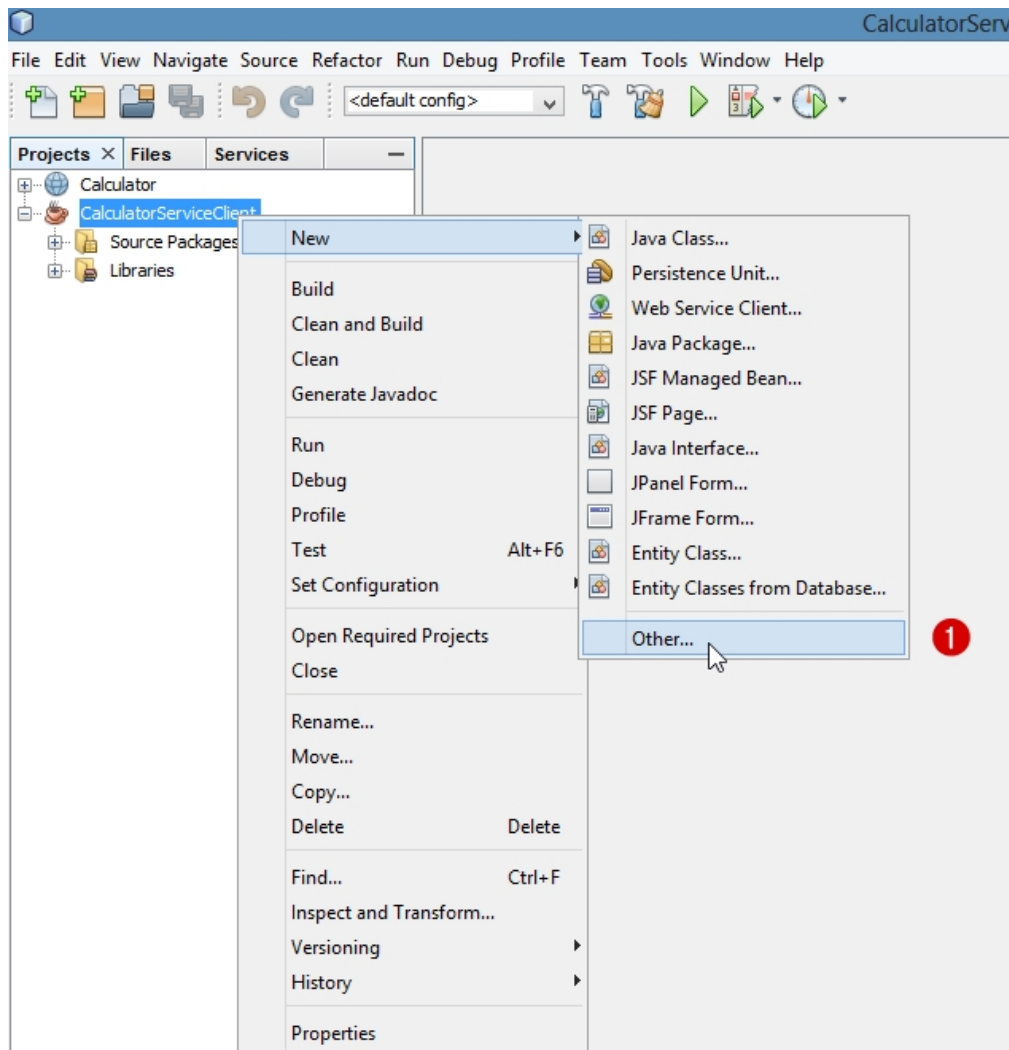 CalculatorServ
File Edit View Navigate Source Refactor Run Debug Profile Team Tools Window Help
<default config>
Projects Files Services
Calculator
CalculatorServiceClient
Source Packages
Libraries
New
Build
Clean and Build
Clean
Generate Javadoc
Run
Debug
Profile
Test Alt+F6
Set Configuration
Open Required Projects
Close
Rename...
Move...
Copy...
Delete Delete
Find... Ctrl+F
Inspect and Transform...
Versioning
History
Properties
Java Class...
Persistence Unit...
Web Service Client...
Java Package...
JSF Managed Bean...
JSF Page...
Java Interface...
JPanel Form...
JFrame Form...
Entity Class...
Entity Classes from Database...
Other...
1